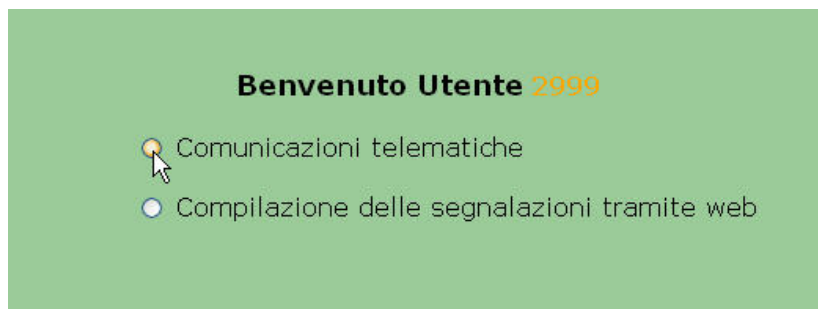 Benvenuto Utente 2999
Comunicazioni telematiche
Compilazione delle segnalazioni tramite web